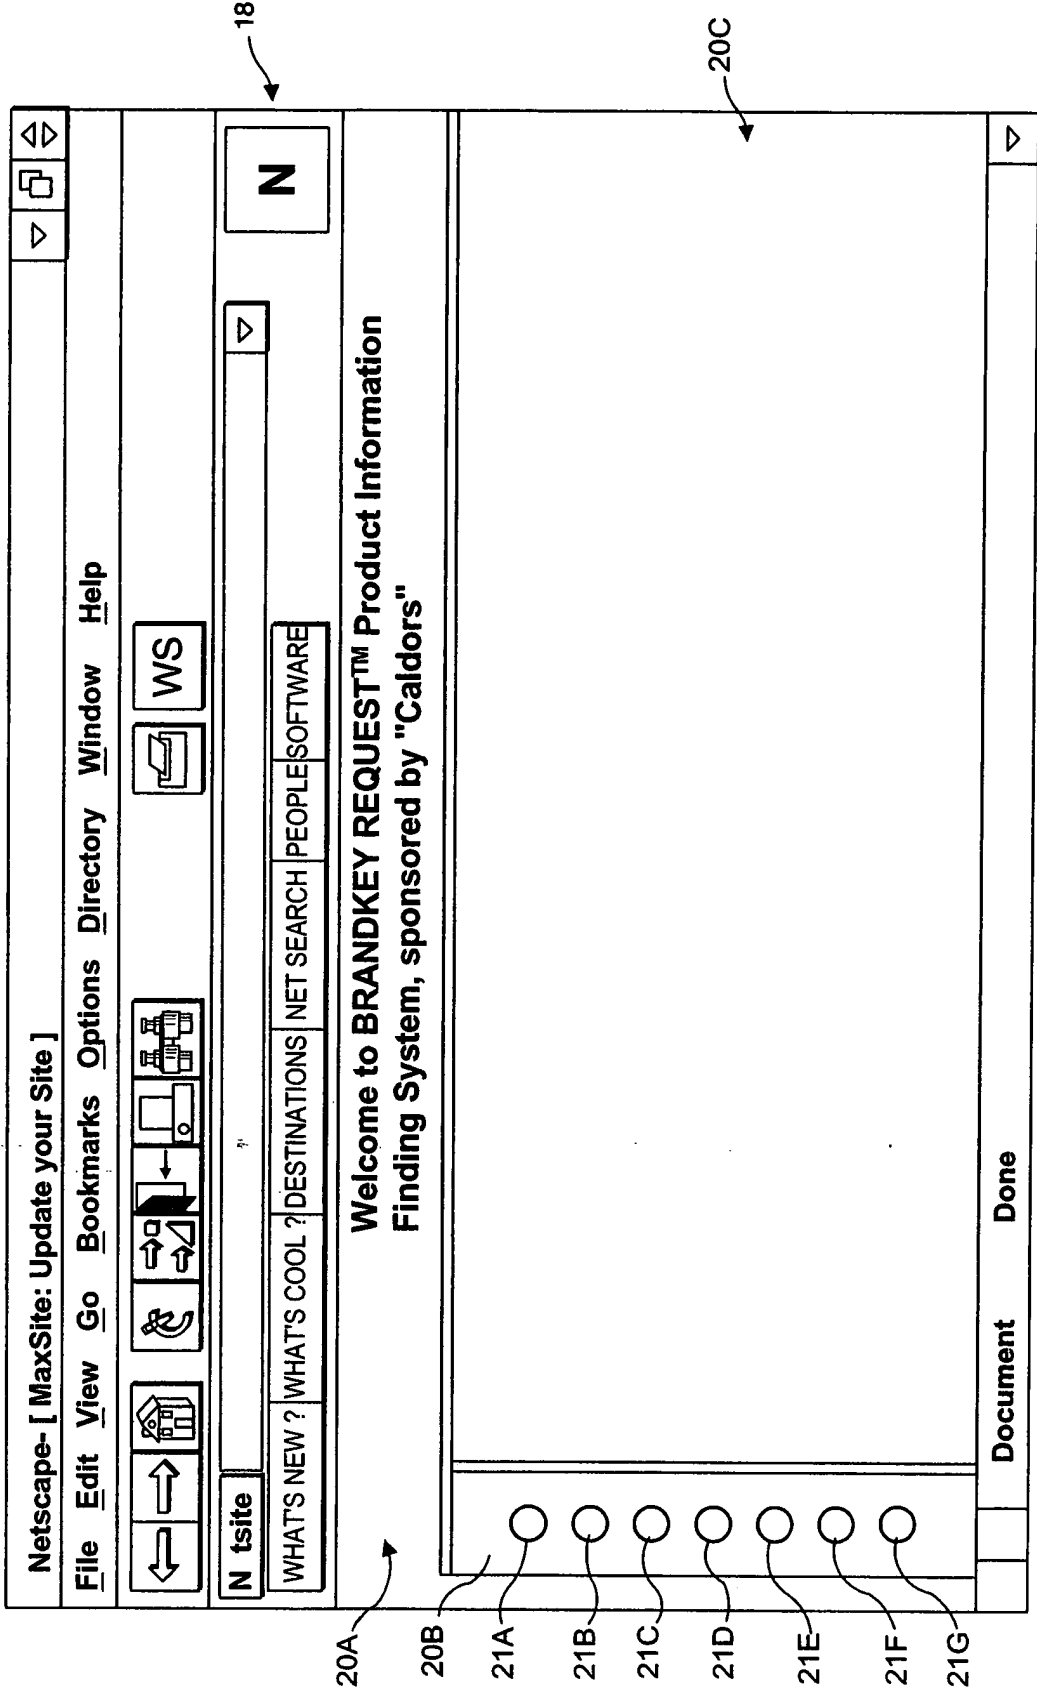 Netscape- [ MaxSite: Update your Site ]
File Edit View Go Bookmarks Options Directory Window Help
WS
N tsite
N
WHAT'S NEW ? WHAT'S COOL ? DESTINATIONS NET SEARCH PEOPLE SOFTWARE
18
Welcome to BRANDKEY REQUEST™ Product Information
Finding System, sponsored by "Caldors"
20A
20B
21A
21B
21C
21D
21E
21F
21G
20C
Document Done